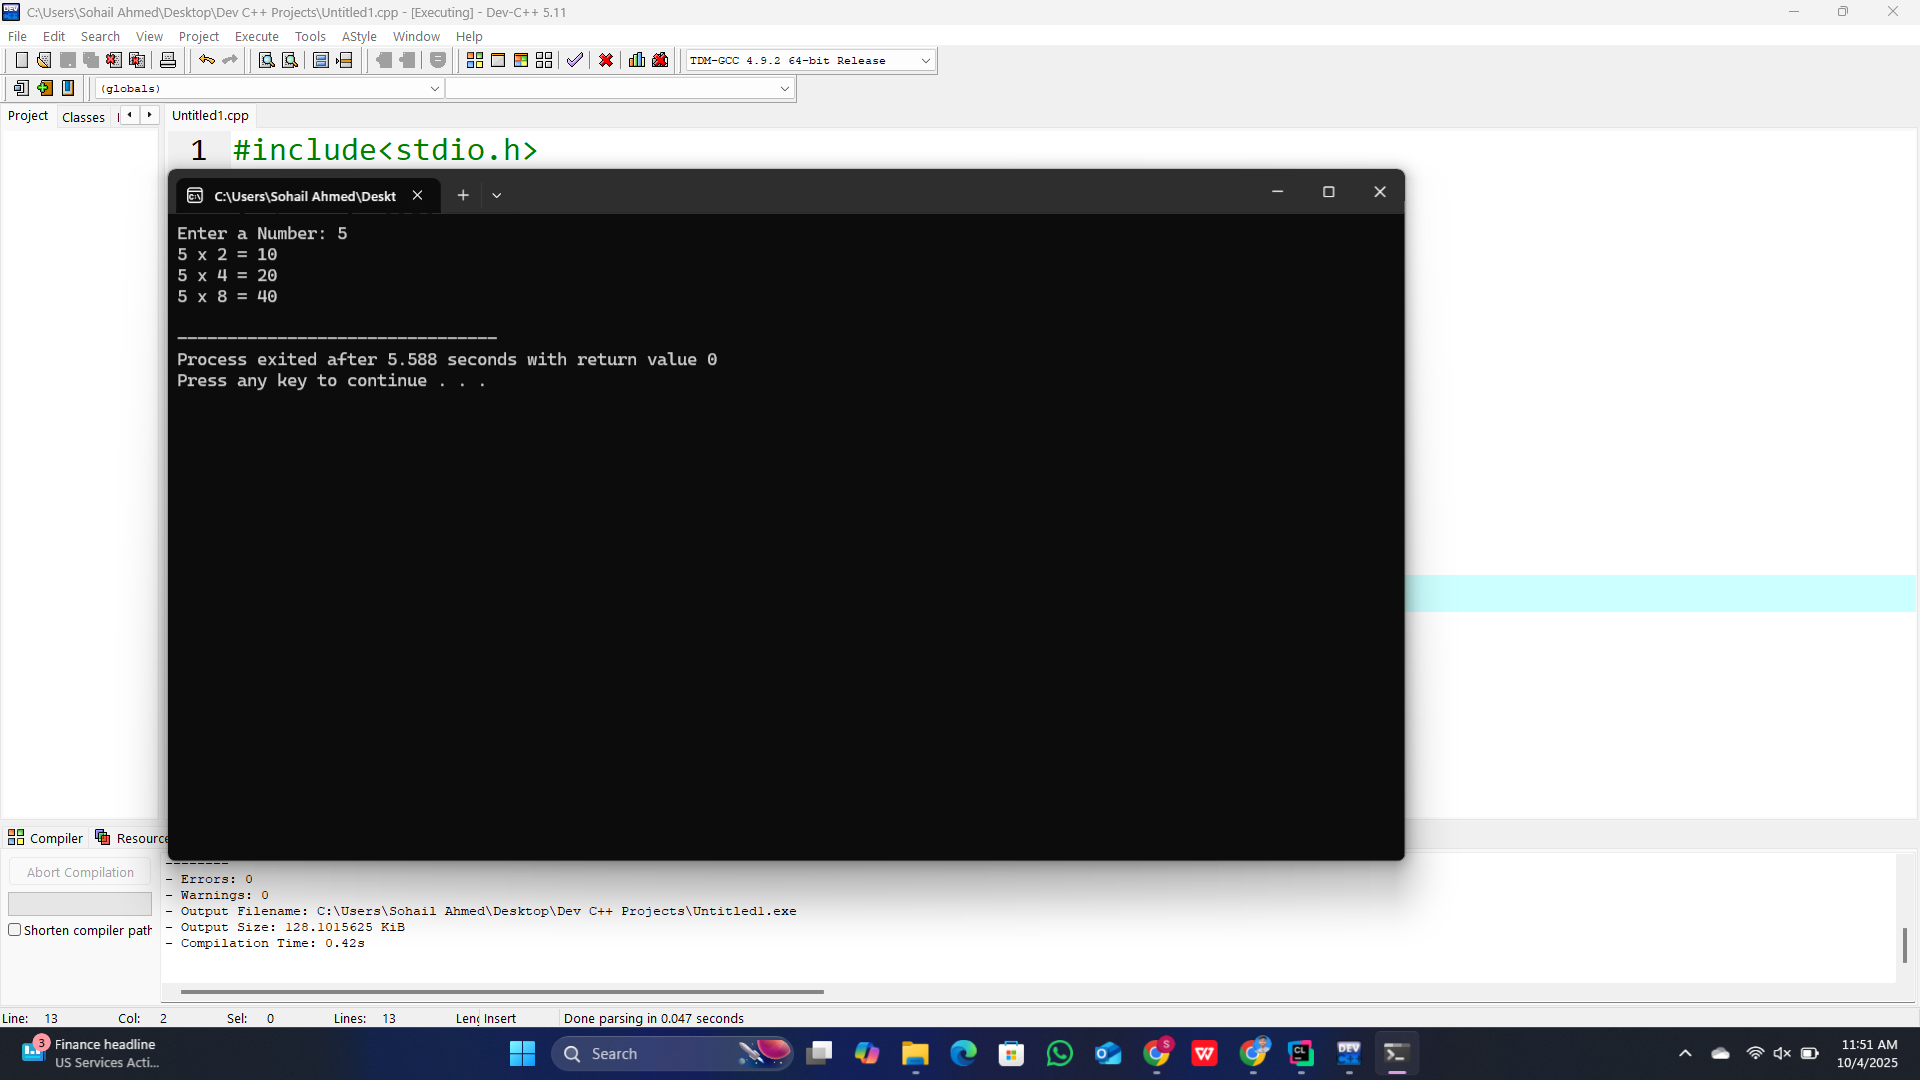 C:\Users\Sohail Ahmed\Desktop\Dev C++ Projects\Untitled1.cpp - [Executing] - Dev-C++ 5.11
File Edit Search View Project Execute Tools AStyle Window Help
TDM-GCC 4.9.2 64-bit Release
(globals)
Project Classes
Untitled1.cpp
1 #include<stdio.h>
C:\Users\Sohail Ahmed\Deskt
Enter a Number: 5
5 x 2 = 10
5 x 4 = 20
5 x 8 = 40
--------------------------------
Process exited after 5.588 seconds with return value 0
Press any key to continue . . .
Compiler Resource
Abort Compilation
Shorten compiler path
--------
- Errors: 0
- Warnings: 0
- Output Filename: C:\Users\Sohail Ahmed\Desktop\Dev C++ Projects\Untitled1.exe
- Output Size: 128.1015625 KiB
- Compilation Time: 0.42s
Line: 13 Col: 2 Sel: 0 Lines: 13 Leng Insert Done parsing in 0.047 seconds
3
Finance headline
US Services Acti...
Search
S
W
CL
DEV
11:51 AM
10/4/2025